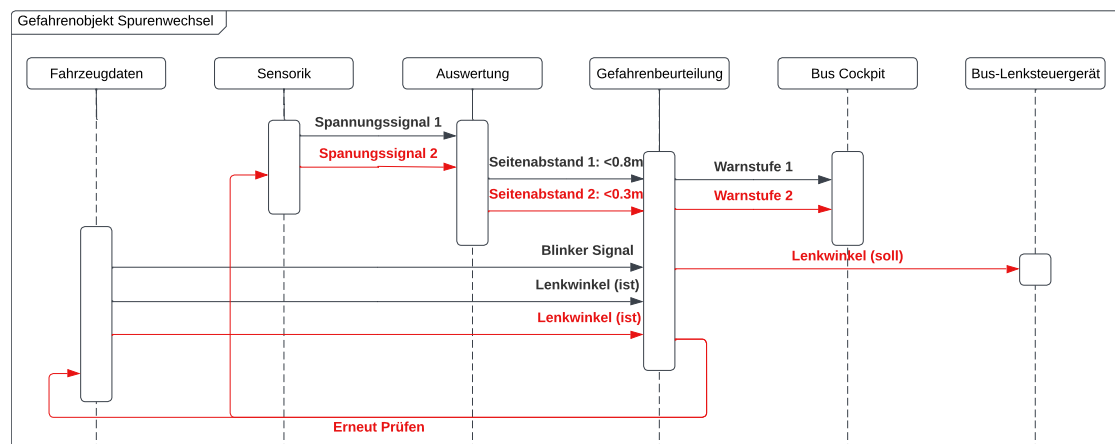 Gefahrenobjekt Spurenwechsel
Fahrzeugdaten
Sensorik
Auswertung
Gefahrenbeurteilung
Bus Cockpit
Bus-Lenksteuergerät
Spannungssignal 1
Spanungssignal 2
Seitenabstand 1: <0.8m
Warnstufe 1
Seitenabstand 2: <0.3m
Warnstufe 2
Blinker Signal
Lenkwinkel (soll)
Lenkwinkel (ist)
Lenkwinkel (ist)
Erneut Prüfen